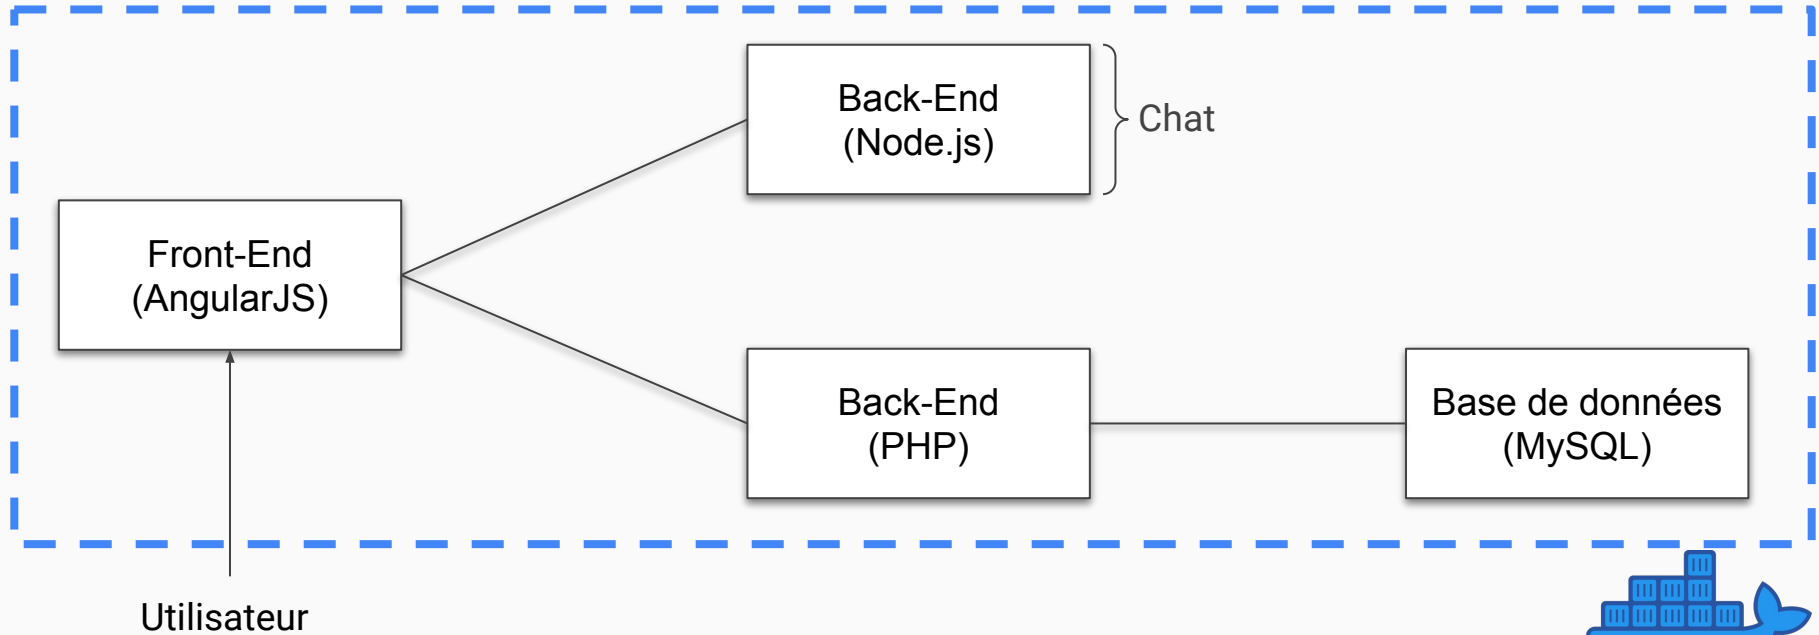 Back-End
(Node.js)
Chat
Front-End
(AngularJS)
Back-End
(PHP)
Base de données
(MySQL)
Utilisateur